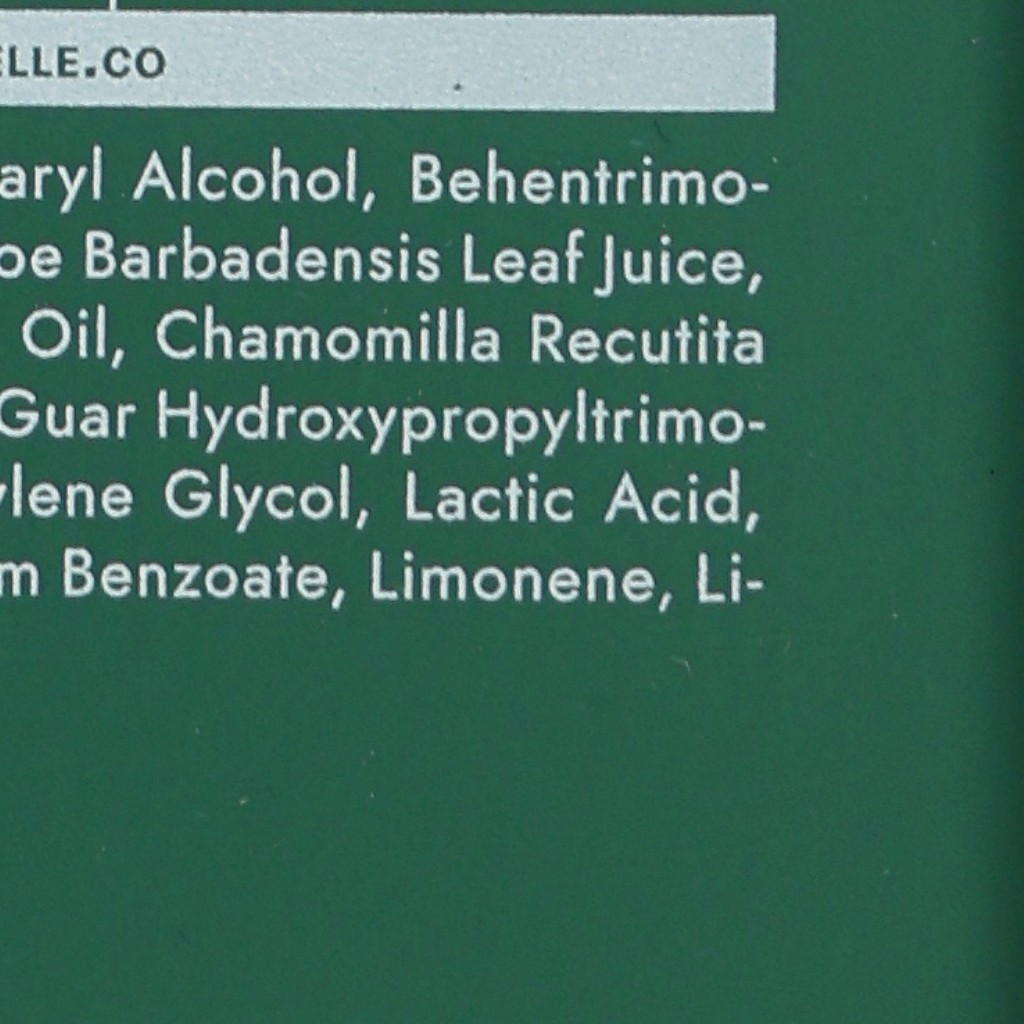 ELLE.CO
aryl Alcohol, Behentrimo-
oe Barbadensis Leaf Juice,
Oil, Chamomilla Recutita
Guar Hydroxypropyltrimo-
ylene Glycol, Lactic Acid,
m Benzoate, Limonene, Li-